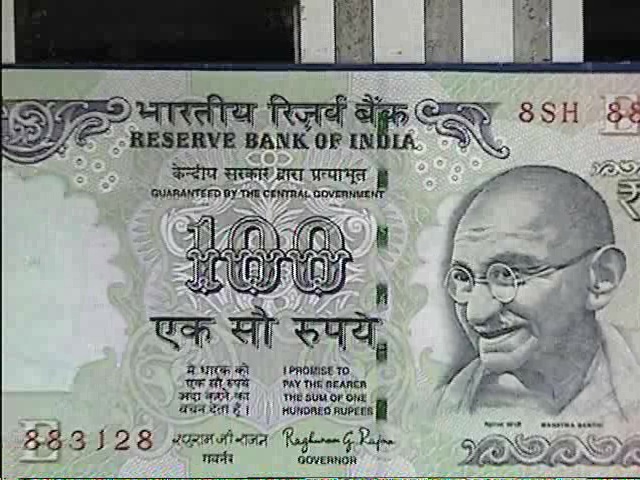 भारतीय रिज़र्व बैंक
8SH 88
RESERVE BANK OF INDIA
केन्द्रीय सरकार द्वारा प्रत्याभूत
GUARANTEED BY THE CENTRAL GOVERNMENT
100
एक सौ रुपये
मैं धारक को
एक सौ रुपये
अदा करने का
वचन देता हूँ।
I PROMISE TO
PAY THE BEARER
THE SUM OF ONE
HUNDRED RUPEES
883128
रघुराम जी राजन
Raghuram G. Rajan
गवर्नर
GOVERNOR
MAHATMA GANDHI